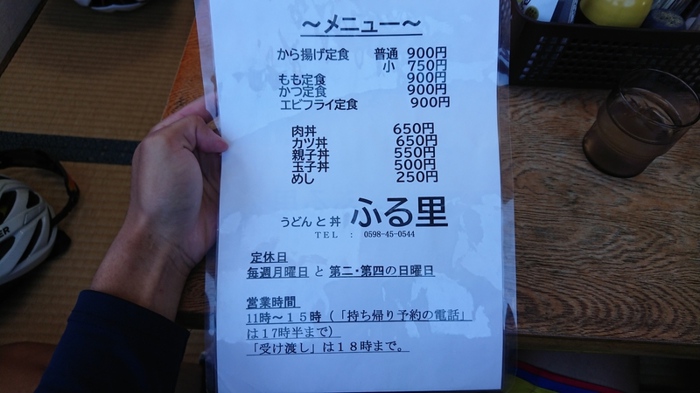 ～メニュー～
から揚げ定食 普通 900円
小 750円
もも定食 900円
かつ定食 900円
エビフライ定食 900円
肉丼 650円
カツ丼 650円
親子丼 550円
玉子丼 500円
めし 250円
うどんと丼 ふる里
TEL : 0598-45-0544
定休日
毎週月曜日と第二・第四の日曜日
営業時間
11時～15時（「持ち帰り予約の電話」
は17時半まで）
「受け渡し」は18時まで。